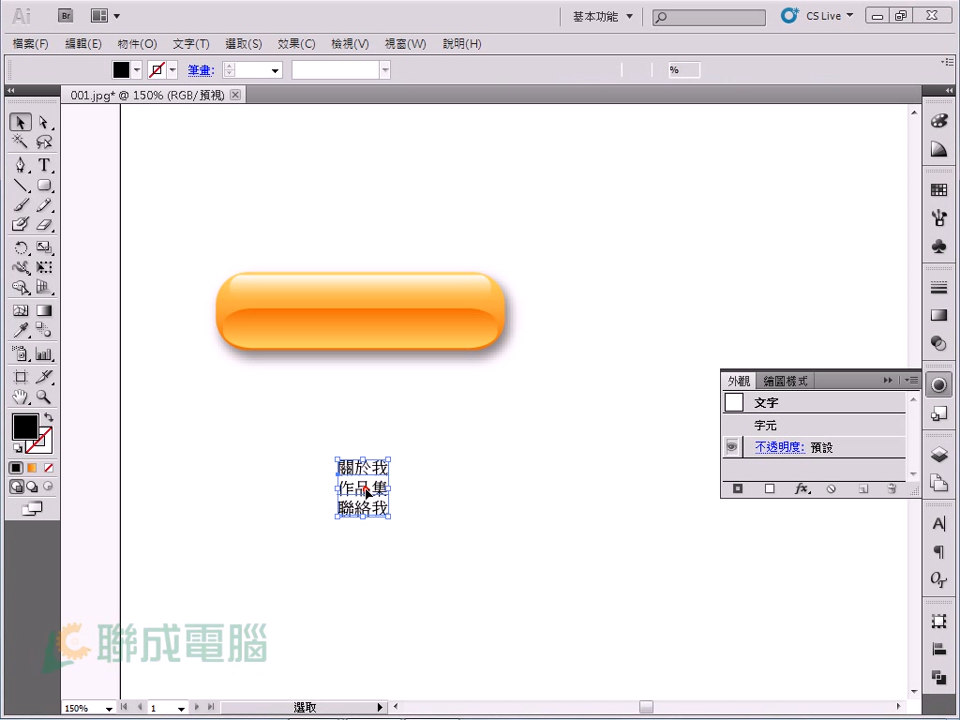 Ai Br 基本功能 CS Live
檔案(F) 編輯(E) 物件(O) 文字(T) 選取(S) 效果(C) 檢視(V) 視窗(W) 說明(H)
筆畫: %
001.jpg* @ 150% (RGB/預視)
外觀 繪圖樣式
文字
字元
不透明度: 預設
fx
關於我
作品集
聯絡我
聯成電腦
150% 1 選取